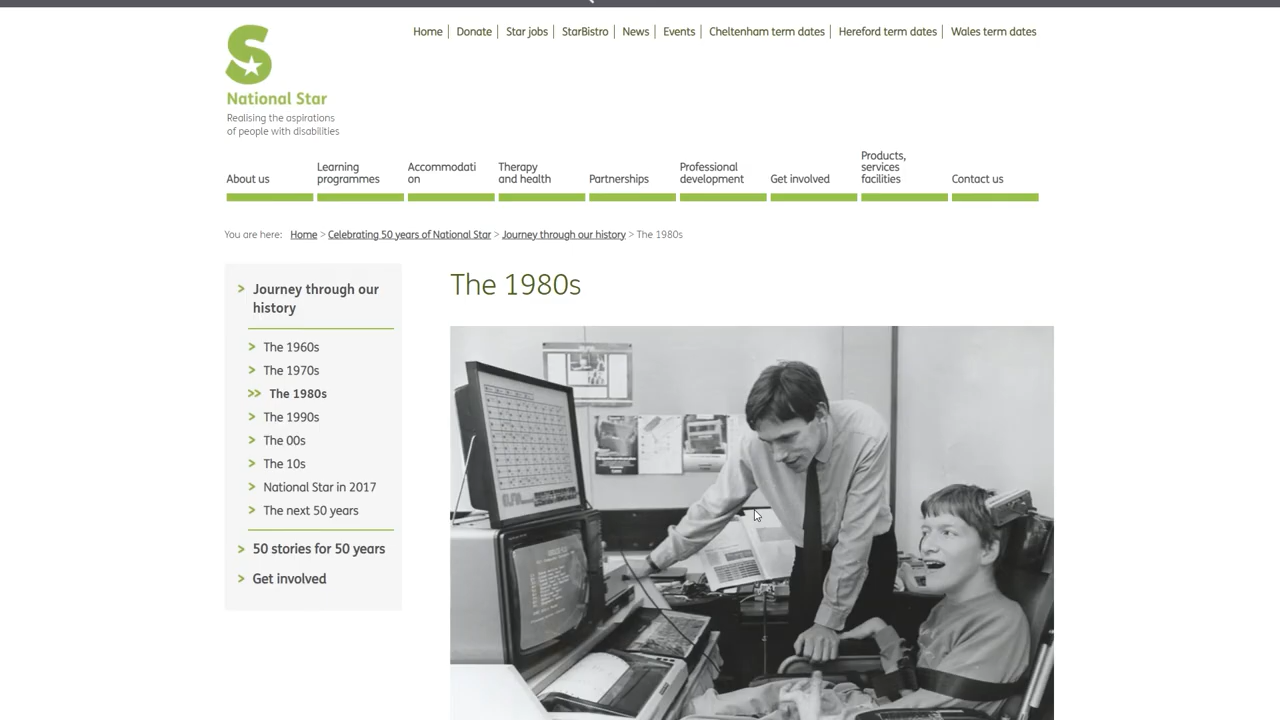 Home
Donate
Star jobs
StarBistro
News
Events
Cheltenham term dates
Hereford term dates
Wales term dates
S
National Star
Realising the aspirations
of people with disabilities
About us
Learning
programmes
Accommodati
on
Therapy
and health
Partnerships
Professional
development
Get involved
Products,
services
facilities
Contact us
You are here: Home > Celebrating 50 years of National Star > Journey through our history > The 1980s
Journey through our
history
The 1960s
The 1970s
The 1980s
The 1990s
The 00s
The 10s
National Star in 2017
The next 50 years
50 stories for 50 years
Get involved
The 1980s